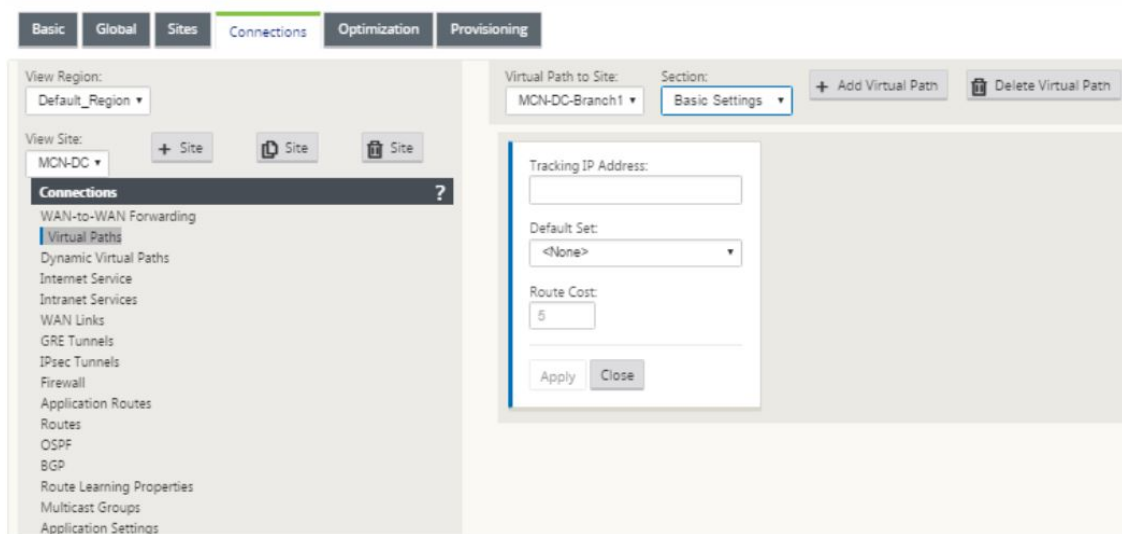 Basic Global Sites Connections Optimization Provisioning
View Region:
Default_Region
View Site:
MCN-DC
+ Site
Site
Site
Connections ?
WAN-to-WAN Forwarding
Virtual Paths
Dynamic Virtual Paths
Internet Service
Intranet Services
WAN Links
GRE Tunnels
IPsec Tunnels
Firewall
Application Routes
Routes
OSPF
BGP
Route Learning Properties
Multicast Groups
Application Settings
Virtual Path to Site: Section:
MCN-DC-Branch1 Basic Settings + Add Virtual Path Delete Virtual Path
Tracking IP Address:
Default Set:
<None>
Route Cost:
5
Apply Close